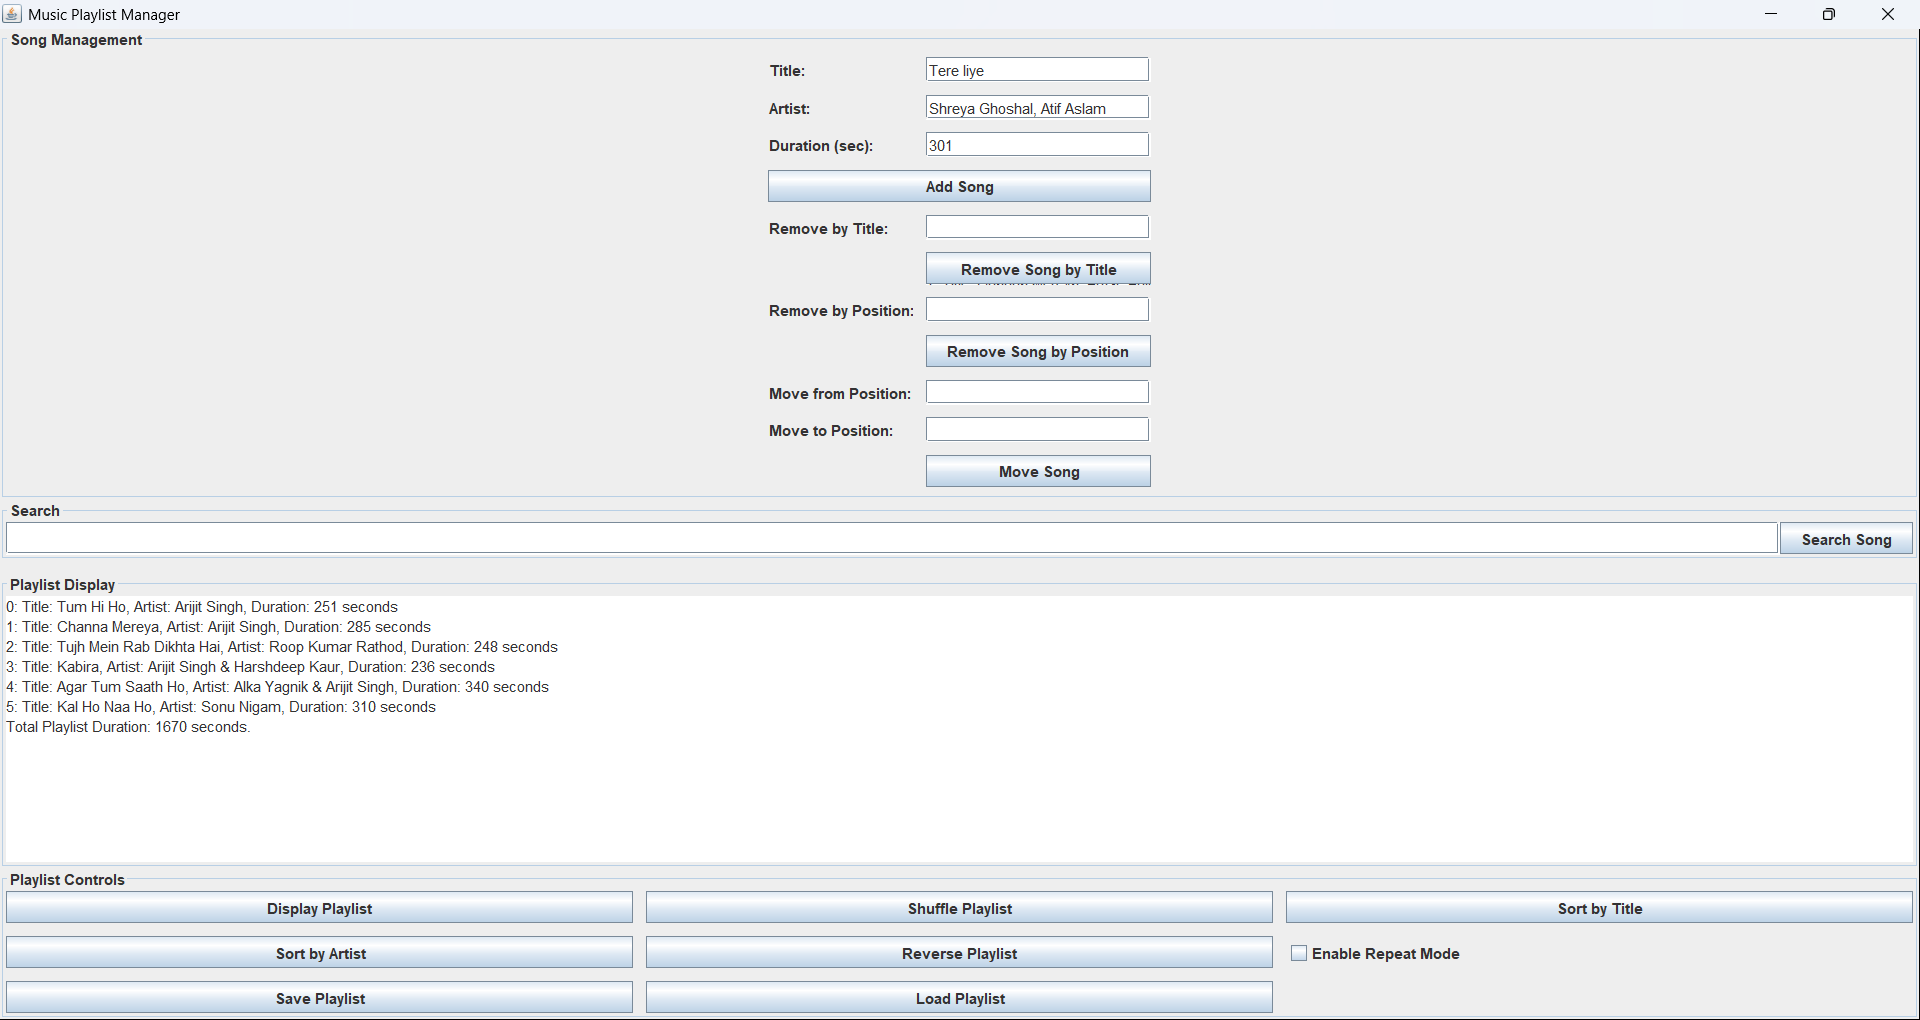 Music Playlist Manager
Song Management
Title: Tere liye
Artist: Shreya Ghoshal, Atif Aslam
Duration (sec): 301
Add Song
Remove by Title:
Remove Song by Title
Remove by Position:
Remove Song by Position
Move from Position:
Move to Position:
Move Song
Search
Search Song
Playlist Display
0: Title: Tum Hi Ho, Artist: Arijit Singh, Duration: 251 seconds
1: Title: Channa Mereya, Artist: Arijit Singh, Duration: 285 seconds
2: Title: Tujh Mein Rab Dikhta Hai, Artist: Roop Kumar Rathod, Duration: 248 seconds
3: Title: Kabira, Artist: Arijit Singh & Harshdeep Kaur, Duration: 236 seconds
4: Title: Agar Tum Saath Ho, Artist: Alka Yagnik & Arijit Singh, Duration: 340 seconds
5: Title: Kal Ho Naa Ho, Artist: Sonu Nigam, Duration: 310 seconds
Total Playlist Duration: 1670 seconds.
Playlist Controls
Display Playlist Shuffle Playlist Sort by Title
Sort by Artist Reverse Playlist Enable Repeat Mode
Save Playlist Load Playlist